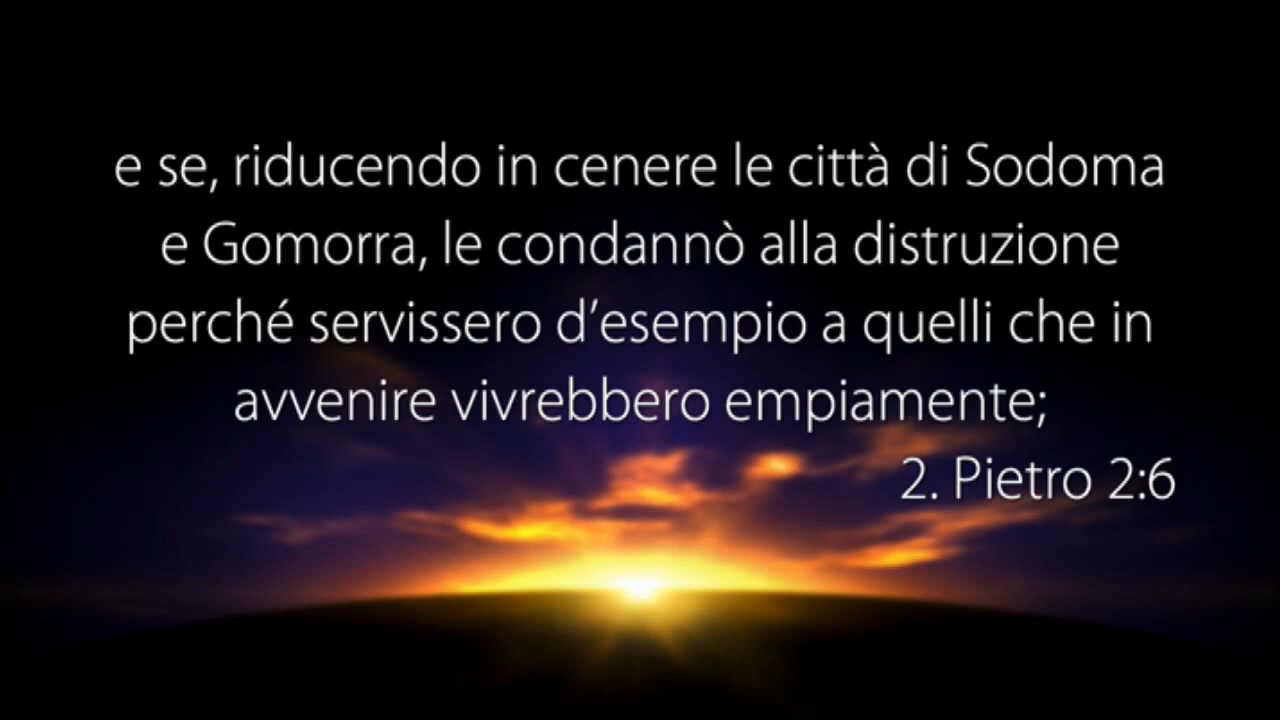 e se, riducendo in cenere le città di Sodoma
e Gomorra, le condannò alla distruzione
perché servissero d’esempio a quelli che in
avvenire vivrebbero empiamente;
2. Pietro 2:6